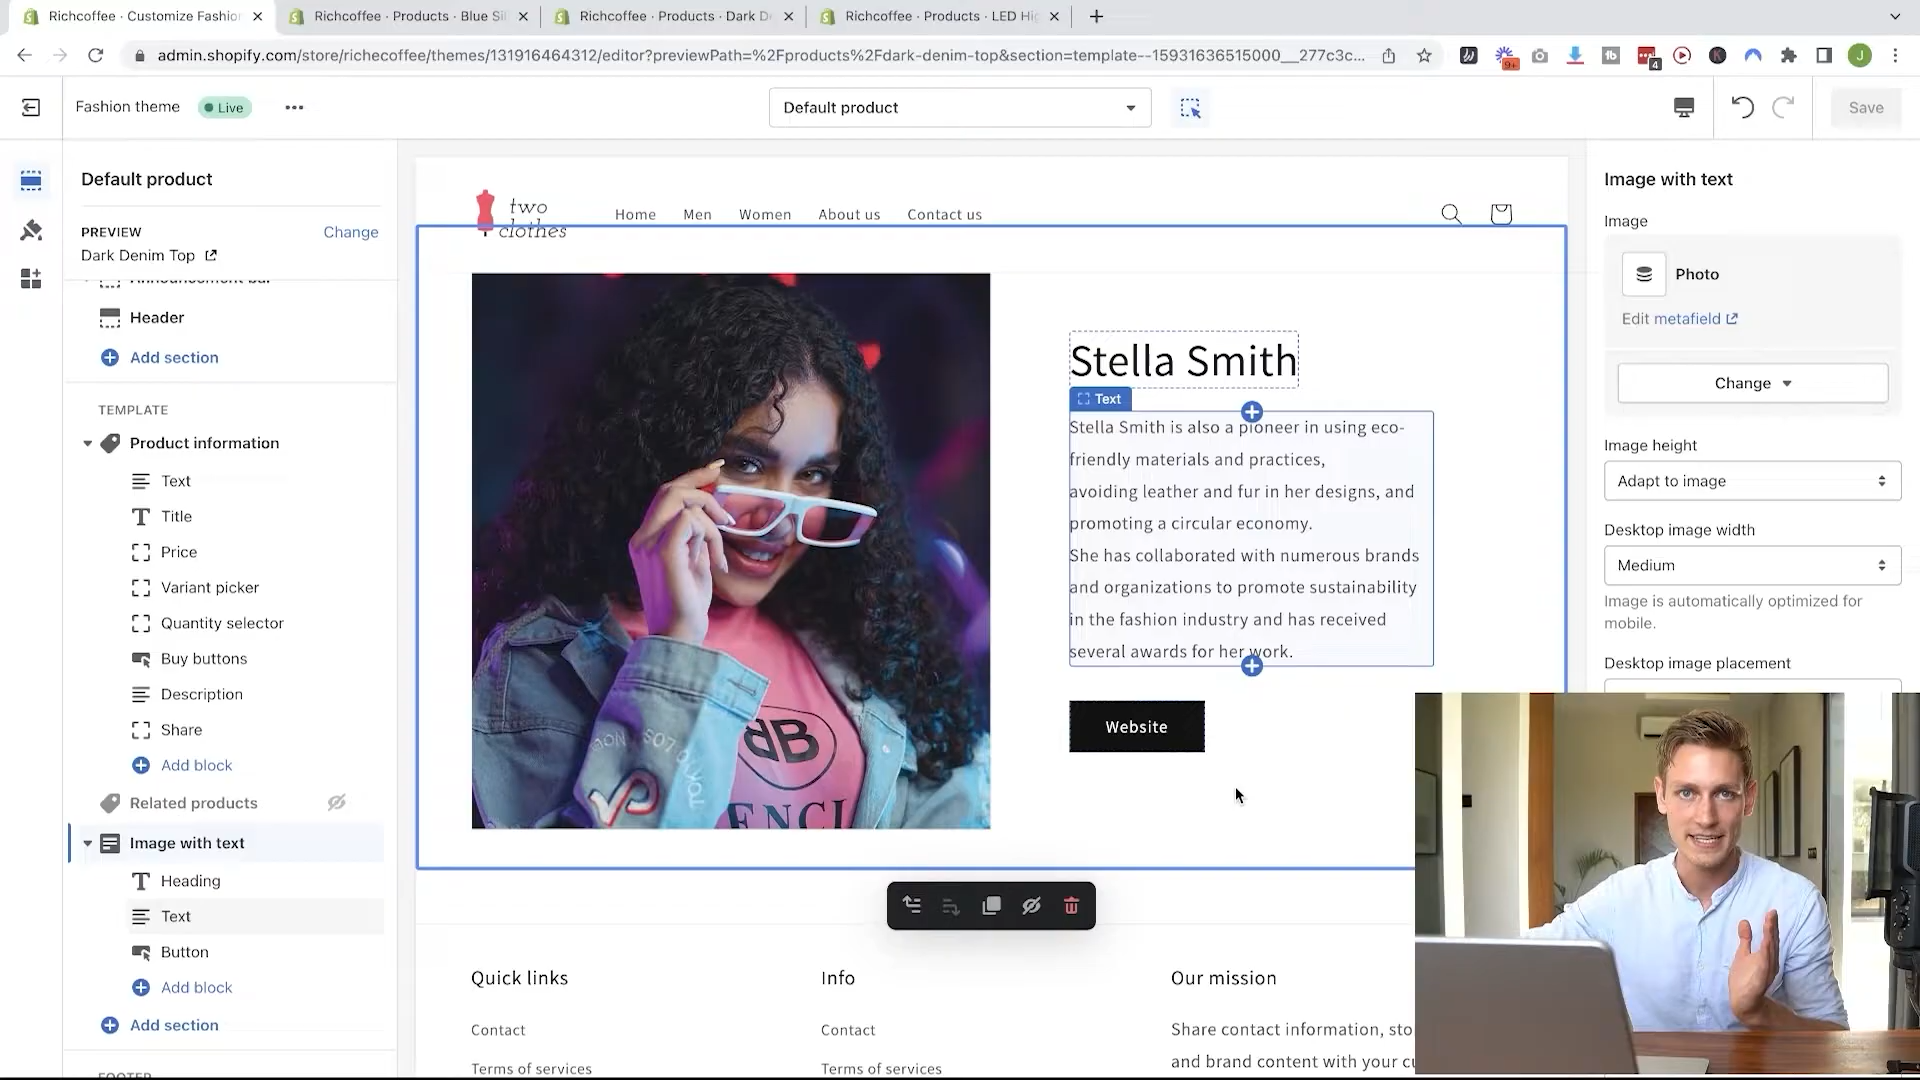 Richcoffee · Customize Fashion
Richcoffee · Products · Blue Sil
Richcoffee · Products · Dark D
Richcoffee · Products · LED Hi
admin.shopify.com/store/richecoffee/themes/131916464312/editor?previewPath=%2Fproducts%2Fdark-denim-top&section=template--15931636515000__277c3c...
9+
4
J
Fashion theme
Live
Default product
Save
Default product
PREVIEW
Change
Dark Denim Top
Announcement bar
Header
Add section
TEMPLATE
Product information
Text
Title
Price
Variant picker
Quantity selector
Buy buttons
Description
Share
Add block
Related products
Image with text
Heading
Text
Button
Add block
Add section
FOOTER
two
clothes
Home
Men
Women
About us
Contact us
Stella Smith
Text
Stella Smith is also a pioneer in using eco-
friendly materials and practices,
avoiding leather and fur in her designs, and
promoting a circular economy.
She has collaborated with numerous brands
and organizations to promote sustainability
in the fashion industry and has received
several awards for her work.
Website
Quick links
Contact
Terms of services
Info
Contact
Terms of services
Our mission
Share contact information, sto
and brand content with your cu
Image with text
Image
Photo
Edit metafield
Change
Image height
Adapt to image
Desktop image width
Medium
Image is automatically optimized for
mobile.
Desktop image placement